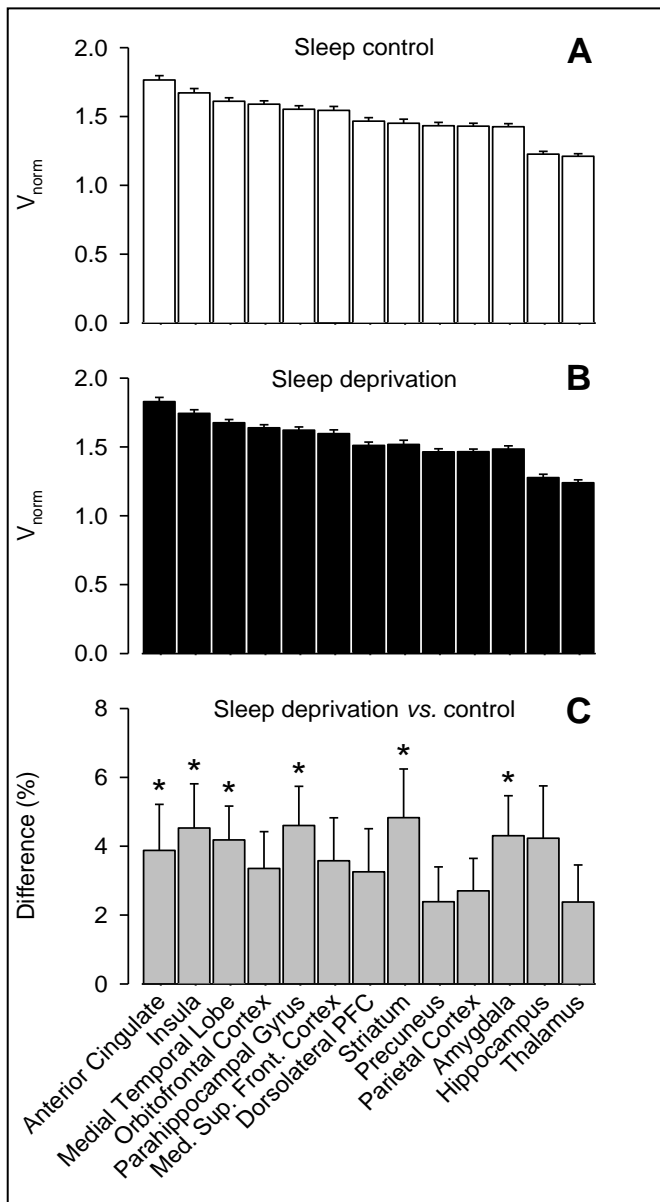 Sleep control
A
2.0
1.5
1.0
0.5
0.0
Vnorm
Sleep deprivation
B
2.0
1.5
1.0
0.5
0.0
Vnorm
Sleep deprivation vs. control
C
8
6
4
2
0
Difference (%)
* * * * * *
Anterior Cingulate
Insula
Medial Temporal Lobe
Orbitofrontal Cortex
Parahippocampal Gyrus
Med. Sup. Front. Cortex
Dorsolateral PFC
Striatum
Precuneus
Parietal Cortex
Amygdala
Hippocampus
Thalamus